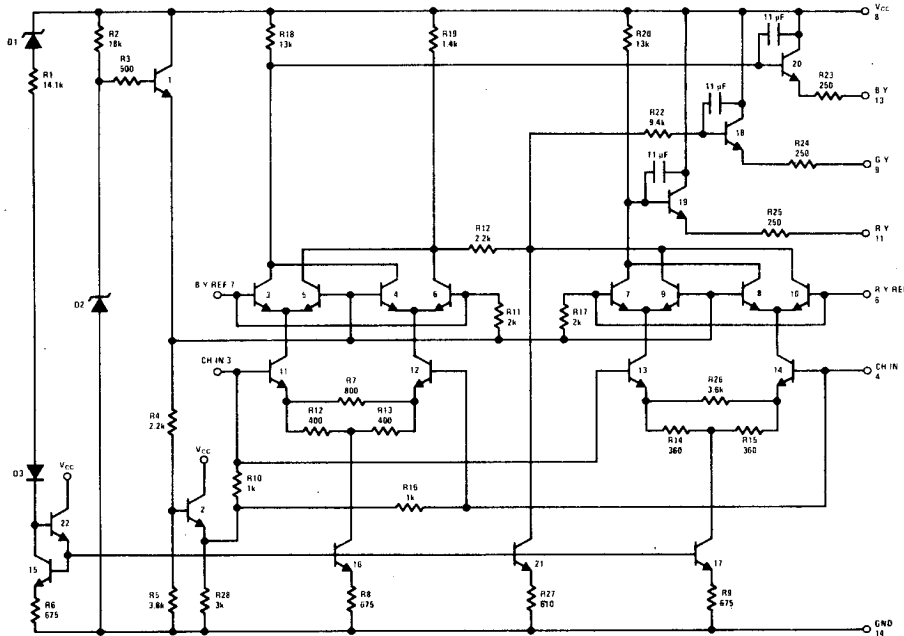 D1
R1
14.1k
R2
18k
R3
500
1
R18
13k
R19
1.4k
R20
13k
11 µF
VCC
8
20
R23
250
B Y
13
R22
9.4k
11 µF
18
R24
250
G Y
9
11 µF
19
R25
250
R Y
11
R12
2.2k
D2
B Y REF 7
3
5
4
6
R11
2k
R17
2k
7
9
8
10
R Y REF
6
CH IN 3
11
12
R7
800
R12
400
R13
400
13
14
R26
3.6k
R14
360
R15
360
CH IN
4
R4
2.2k
D3
VCC
22
VCC
2
R10
1k
R16
1k
15
16
21
17
R6
675
R5
3.8k
R28
3k
R8
675
R27
610
R9
675
GND
14